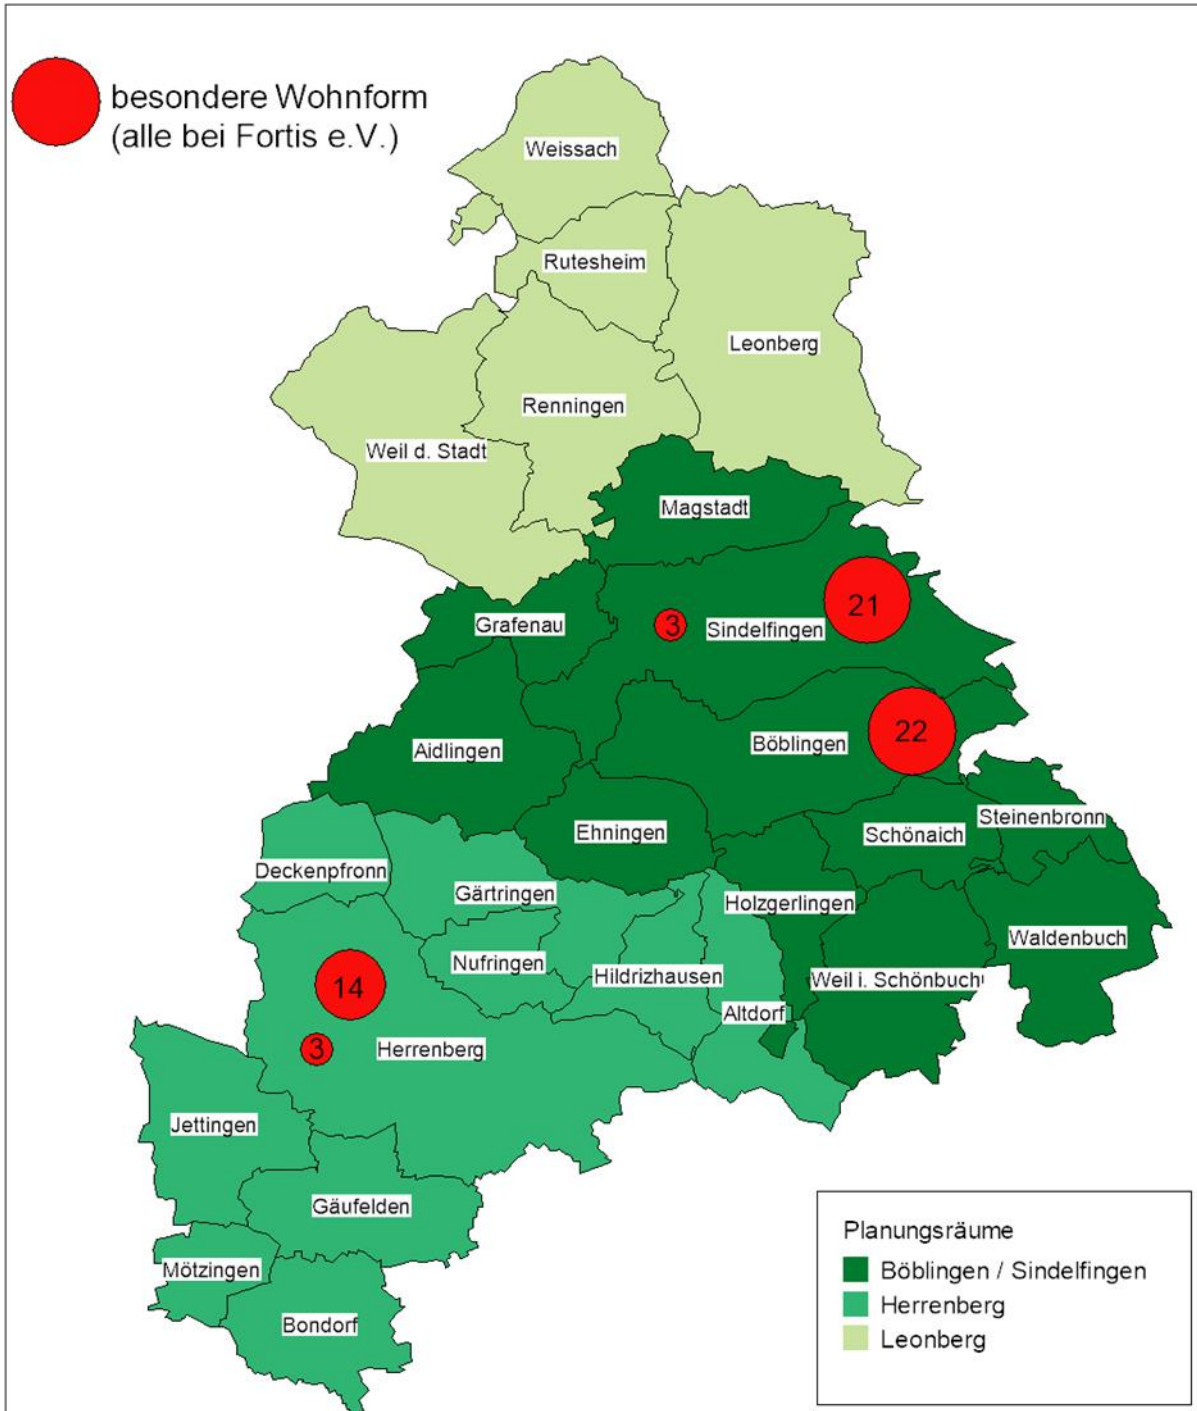 besondere Wohnform
(alle bei Fortis e.V.)
Weissach
Rutesheim
Leonberg
Renningen
Weil d. Stadt
Magstadt
21
3
Sindelfingen
Grafenau
22
Böblingen
Aidlingen
Steinenbronn
Ehningen
Schönaich
Deckenpfronn
Gärtringen
Holzgerlingen
Waldenbuch
Nufringen
Hildrizhausen
Weil i. Schönbuch
14
Altdorf
3
Herrenberg
Jettingen
Gäufelden
Mötzingen
Bondorf
Planungsräume
Böblingen / Sindelfingen
Herrenberg
Leonberg